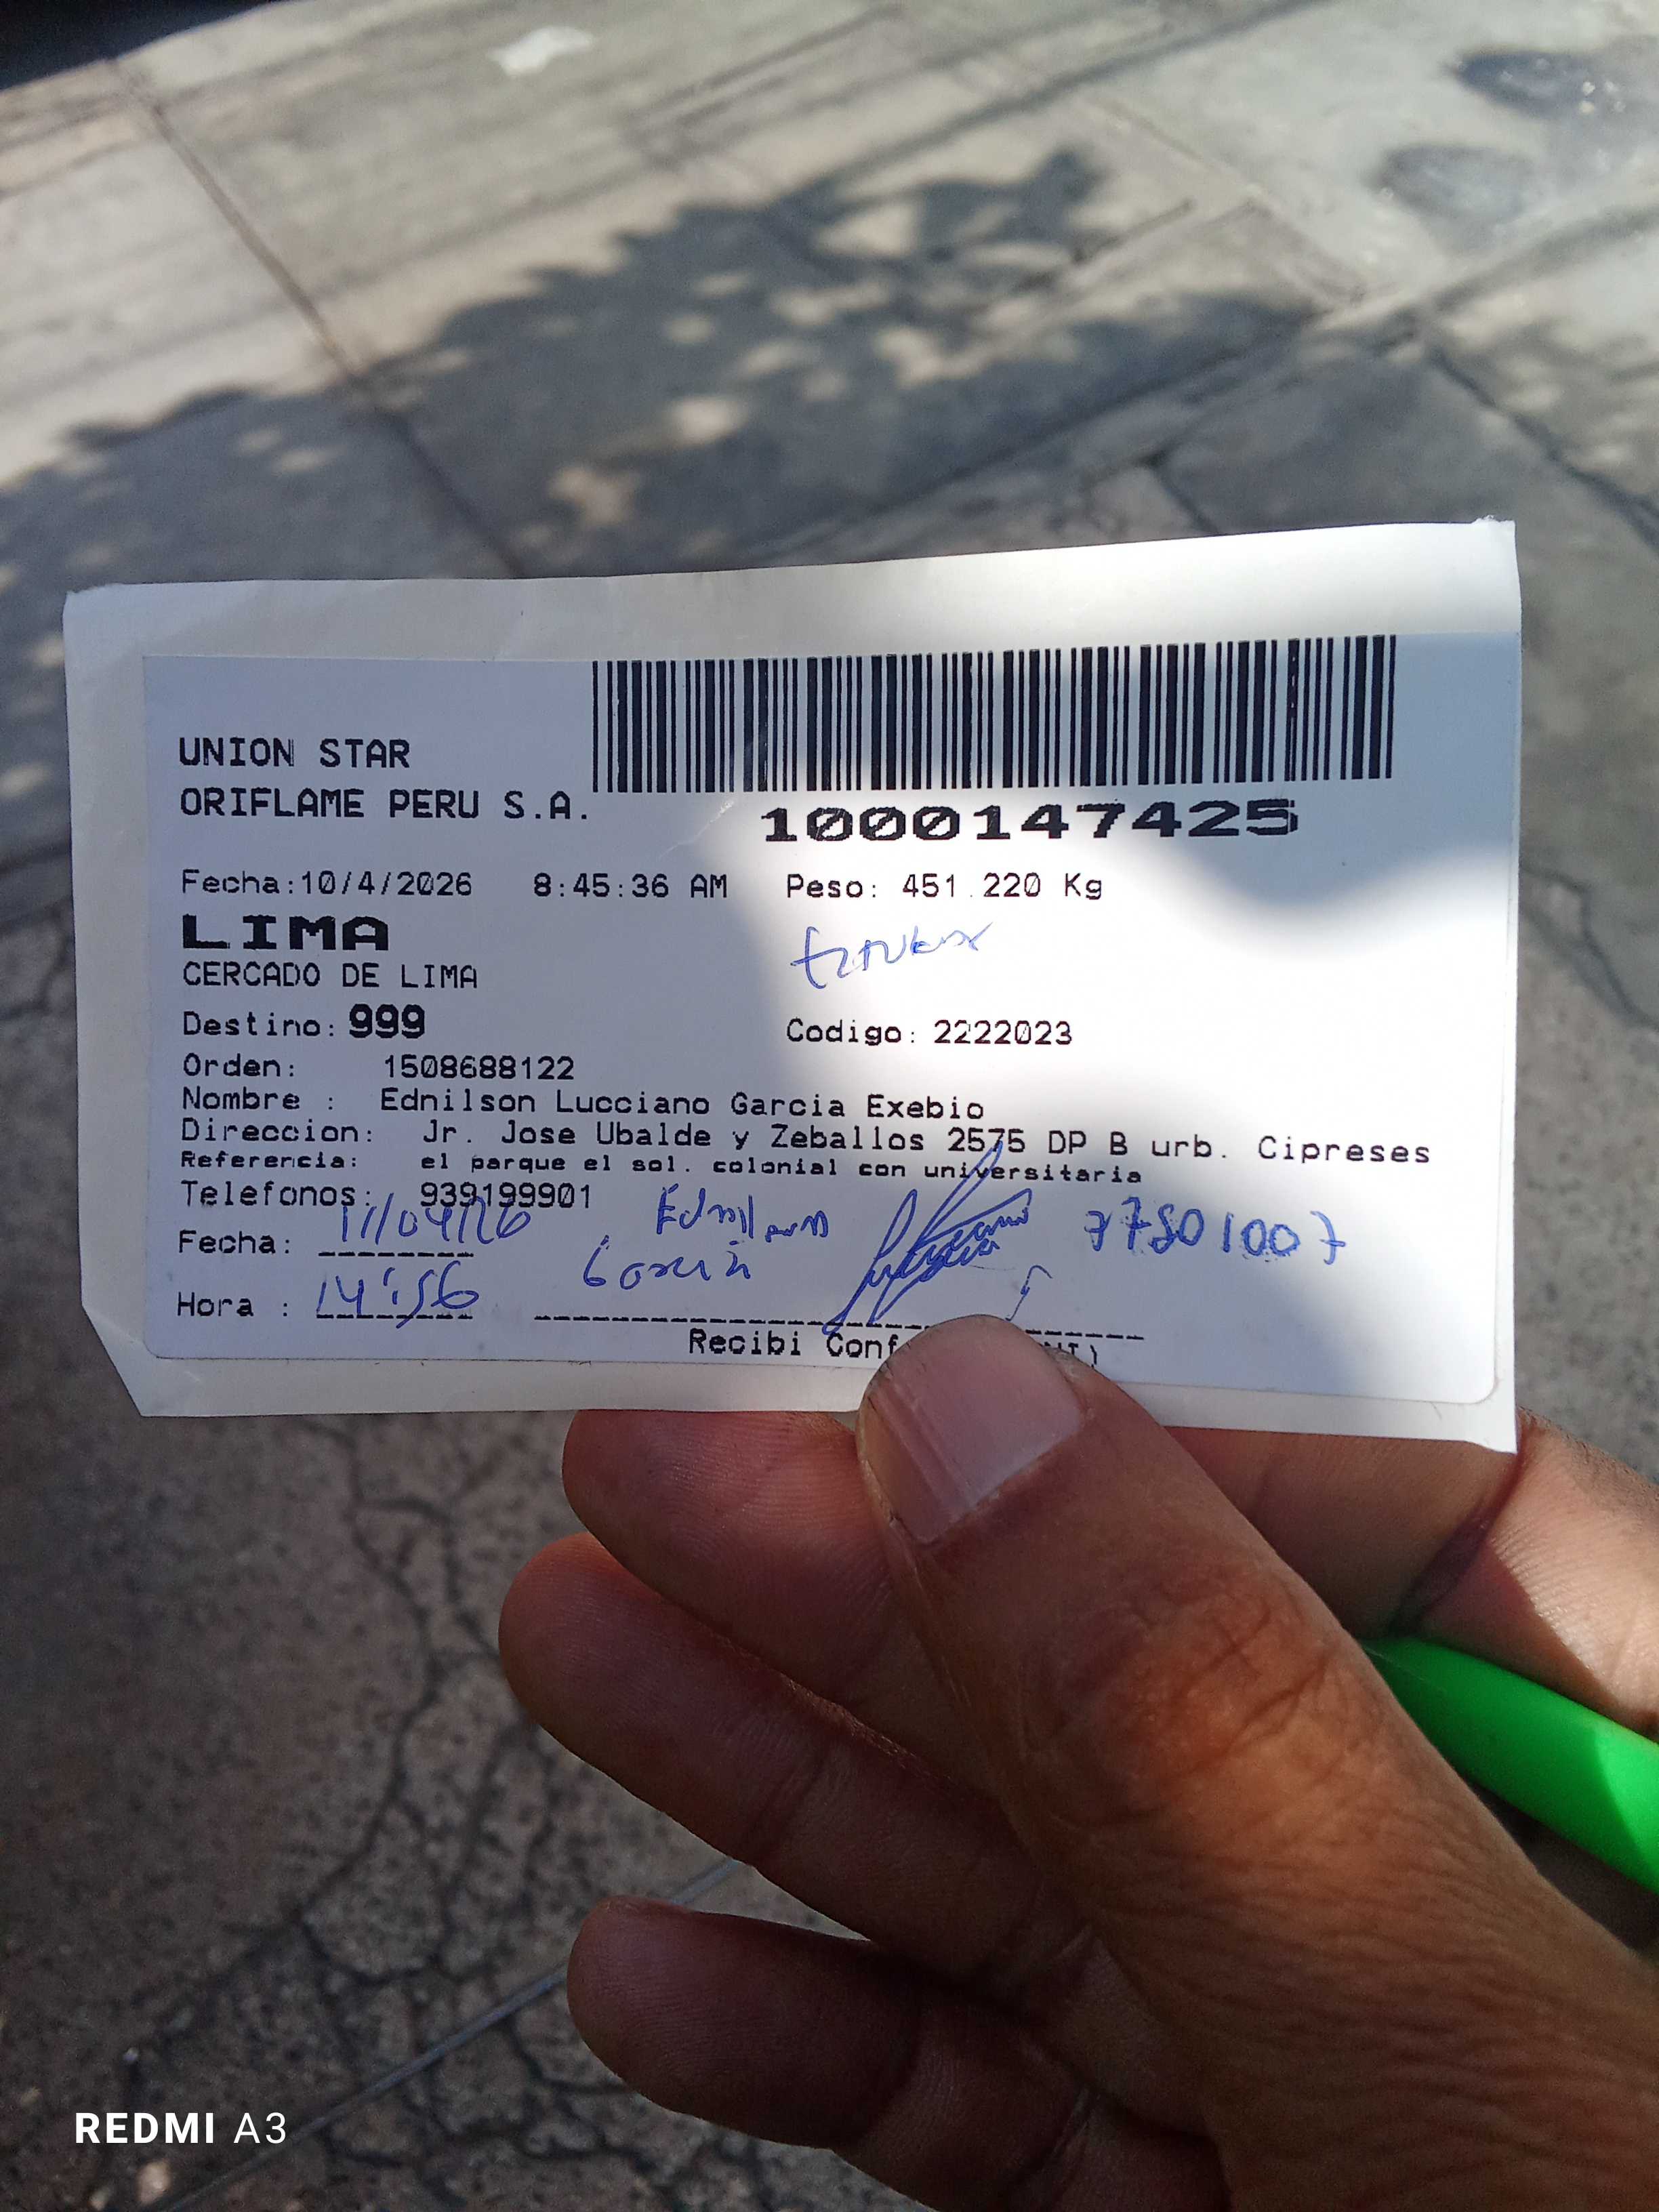 UNION STAR
ORIFLAME PERU S.A.
1000147425
Fecha:10/4/2026 8:45:36 AM Peso: 451.220 Kg
LIMA
CERCADO DE LIMA
Destino: 999 Codigo: 2222023
Orden: 1508688122
Nombre : Ednilson Lucciano Garcia Exebio
Direccion: Jr. Jose Ubalde y Zeballos 2575 DP B urb. Cipreses
Referencia: el parque el sol. colonial con universitaria
Telefonos: 939199901
Fecha: 11/04/26 Ednilson 77801007
Garcia
Hora : 14:56
Recibi Conf
REDMI A3